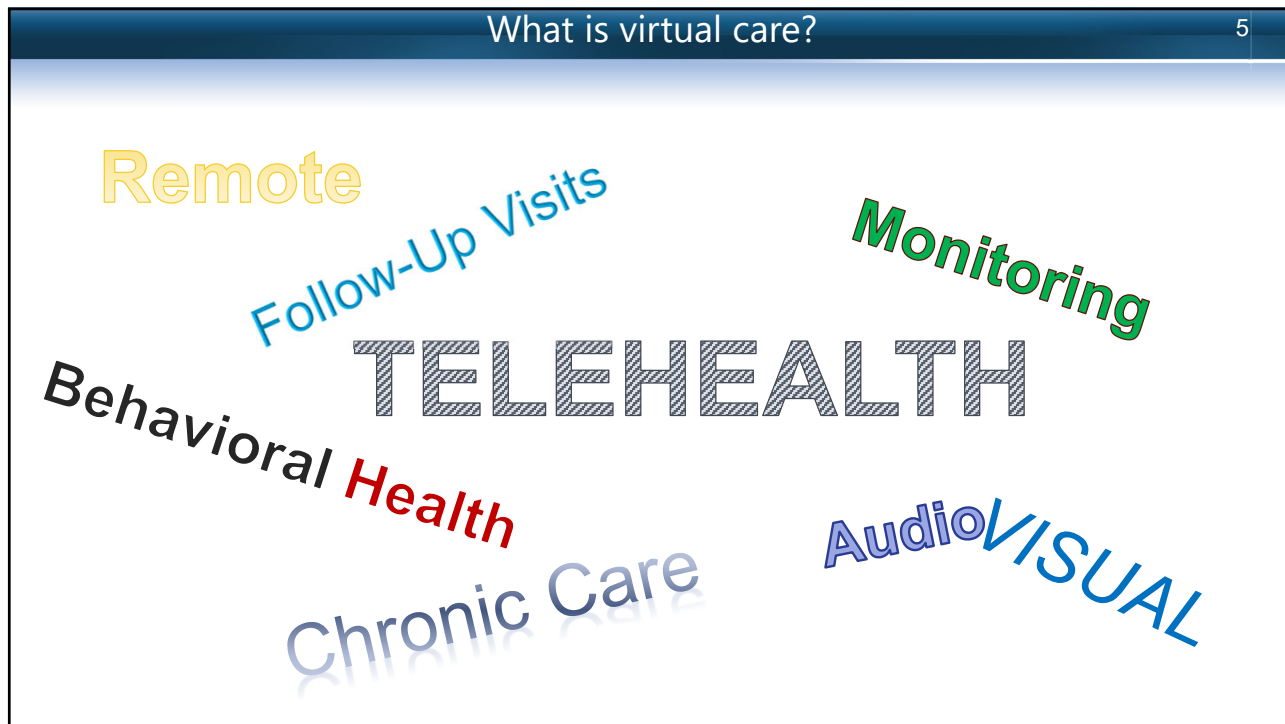 What is virtual care?
5
Remote
Follow-Up Visits
Monitoring
TELEHEALTH
Behavioral Health
AudioVISUAL
Chronic Care